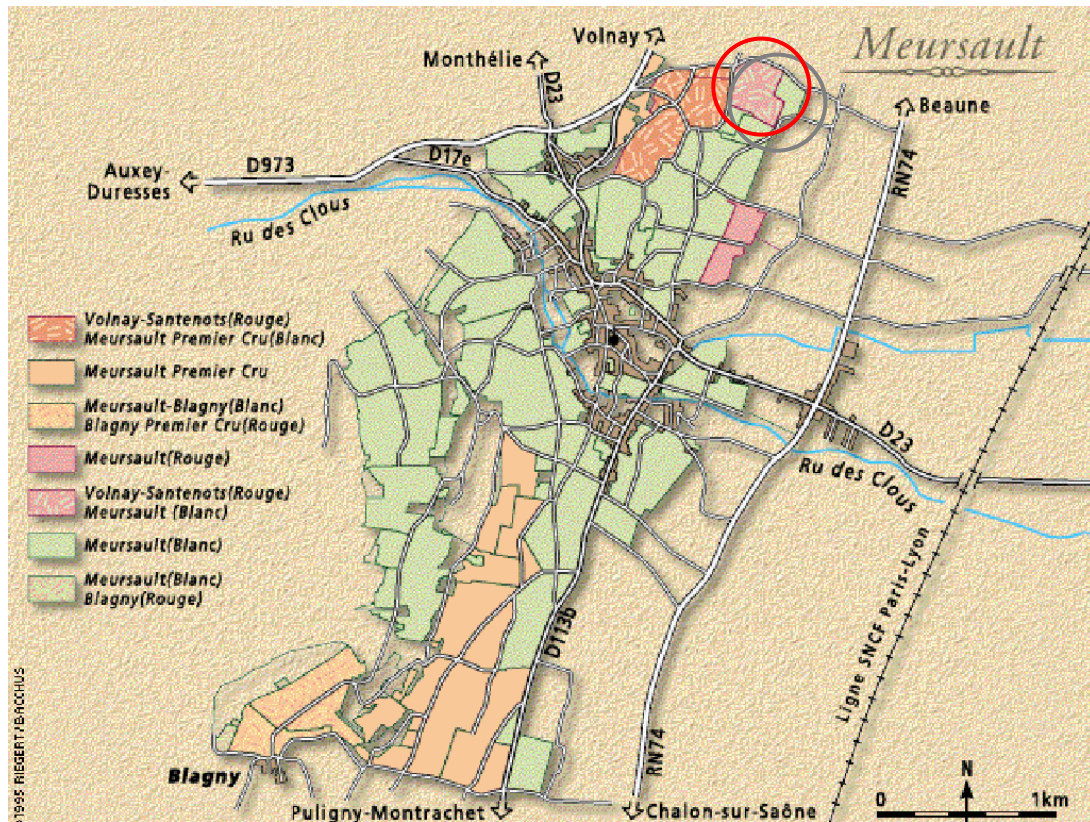 Meursault
Volnay
Monthélie
D23
Beaune
Auxey-
Duresses
D973
D17e
RN74
Ru des Clous
Volnay-Santenots(Rouge)
Meursault Premier Cru(Blanc)
Meursault Premier Cru
Meursault-Blagny(Blanc)
Blagny Premier Cru(Rouge)
Meursault(Rouge)
Volnay-Santenots(Rouge)
Meursault (Blanc)
Meursault(Blanc)
Meursault(Blanc)
Blagny(Rouge)
D23
Ru des Clous
D113b
Ligne SNCF Paris-Lyon
RN74
Blagny
Puligny-Montrachet
Chalon-sur-Saône
N
0 1km
©1995 RIEGERT/BACCHUS